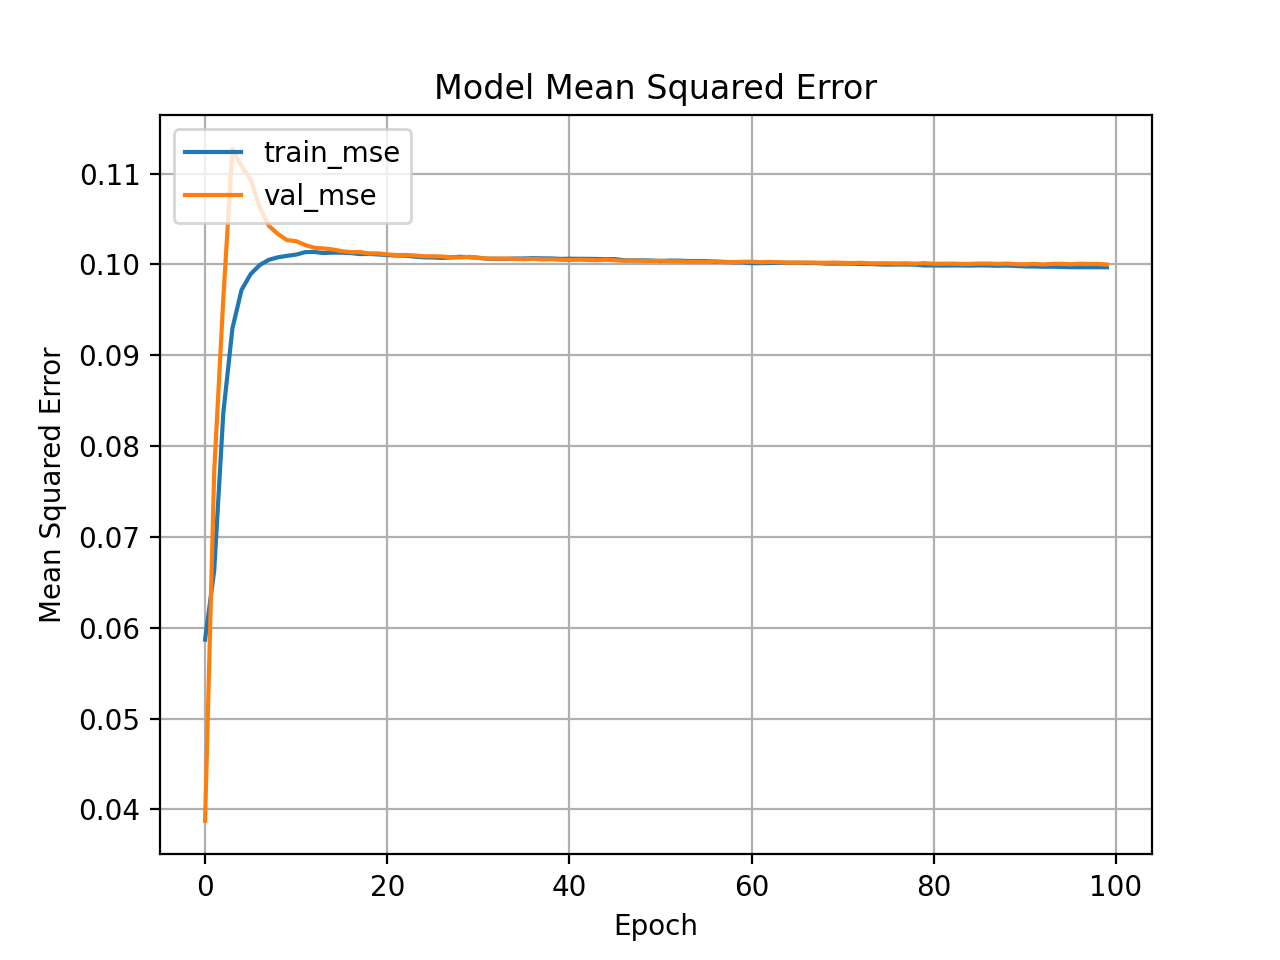 Model Mean Squared Error
train_mse
val_mse
0.11
0.10
0.09
0.08
0.07
0.06
0.05
0.04
Mean Squared Error
0 20 40 60 80 100
Epoch